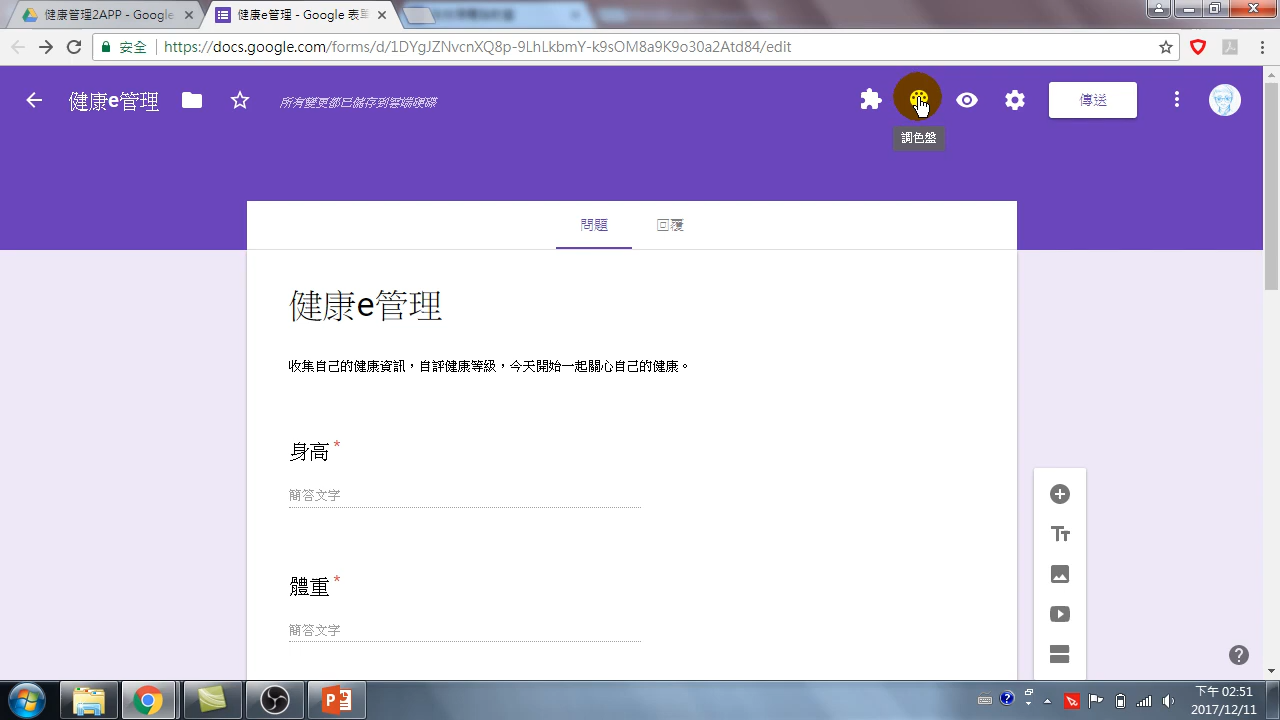 健康管理2APP - Google
健康e管理 - Google 表單
安全
https://docs.google.com/forms/d/1DYgJZNvcnXQCxp-9LhLkbmY-k9sOM8a9K9o30a2Atd84/edit
健康e管理
所有變更都已儲存到雲端硬碟
傳送
調色盤
問題
回覆
健康e管理
收集自己的健康資訊，自評健康等級，今天開始一起關心自己的健康。
身高 *
簡答文字
體重 *
簡答文字
下午 02:51
2017/12/11